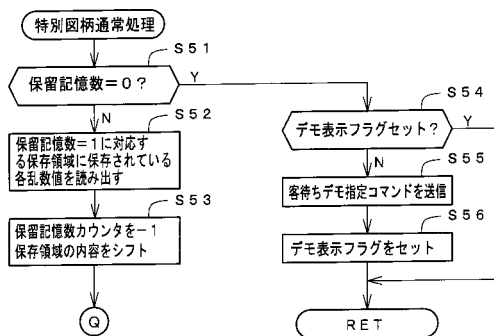 特別図柄通常処理
S51
保留記憶数=0?
Y
N
S52
保留記憶数=1に対応す
る保存領域に保存されている
各乱数値を読み出す
S53
保留記憶数カウンタを-1
保存領域の内容をシフト
Q
S54
デモ表示フラグセット?
Y
N
S55
客待ちデモ指定コマンドを送信
S56
デモ表示フラグをセット
RET